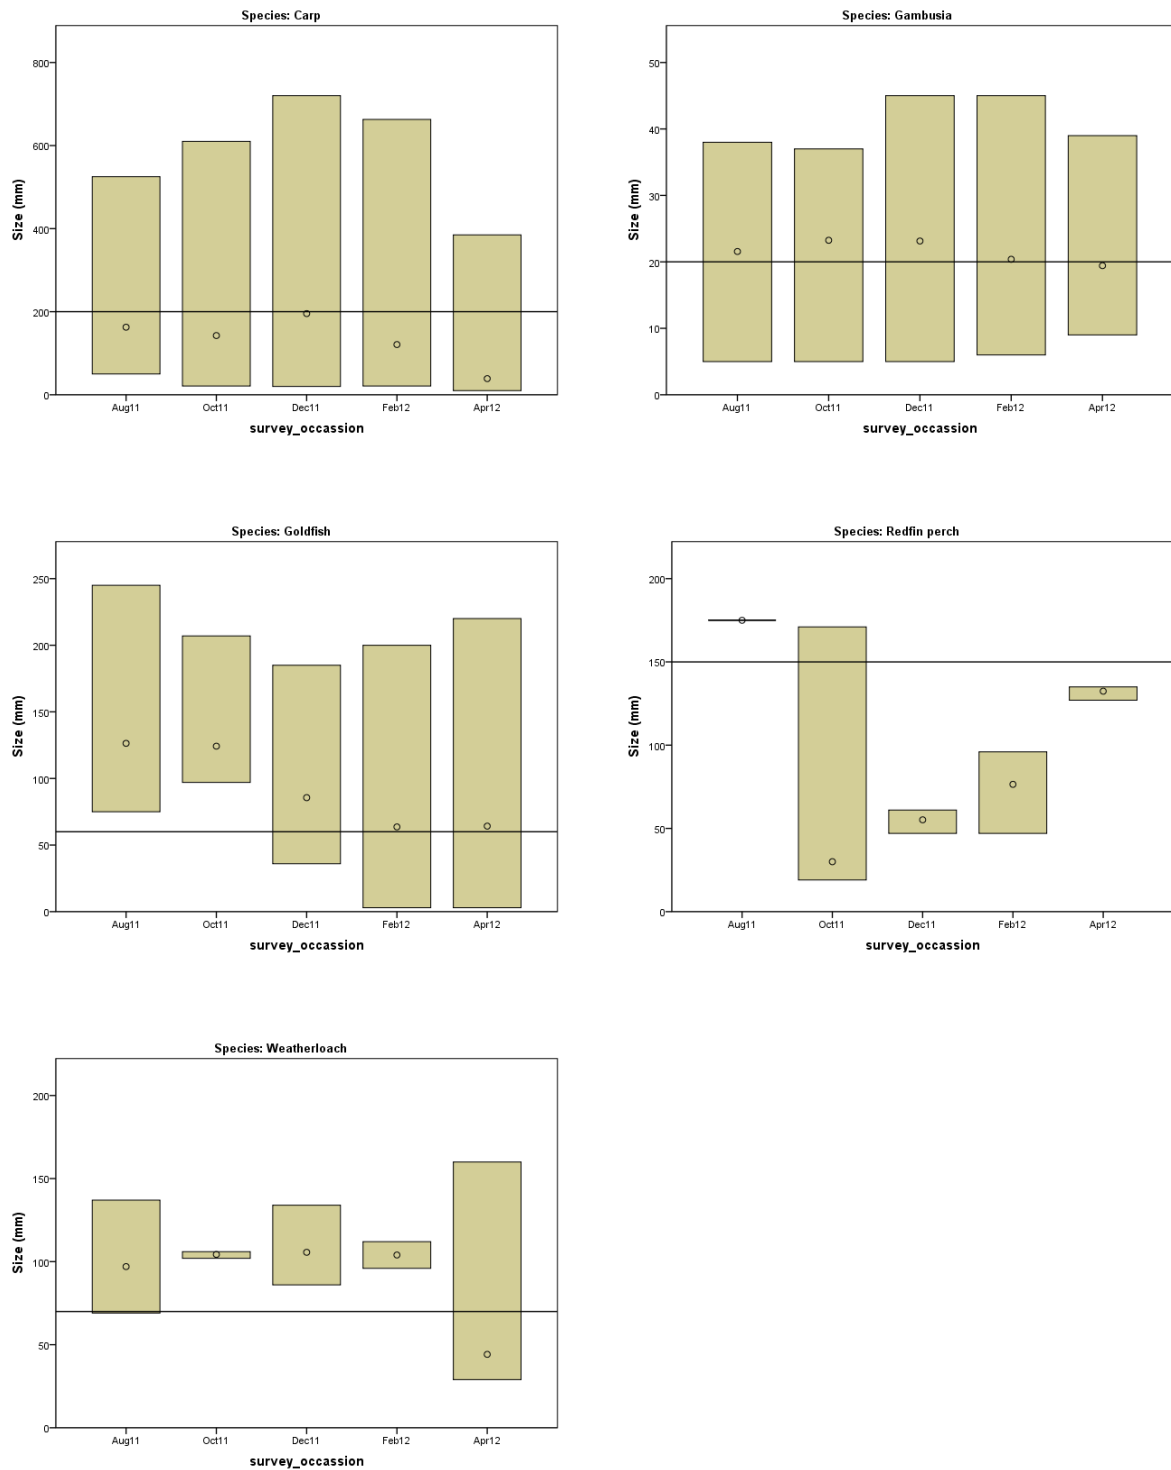 Species: Carp
800
600
400
200
0
Size (mm)
Aug11 Oct11 Dec11 Feb12 Apr12
survey_occassion
Species: Gambusia
50
40
30
20
10
0
Size (mm)
Aug11 Oct11 Dec11 Feb12 Apr12
survey_occassion
Species: Goldfish
250
200
150
100
50
0
Size (mm)
Aug11 Oct11 Dec11 Feb12 Apr12
survey_occassion
Species: Redfin perch
200
150
100
50
0
Size (mm)
Aug11 Oct11 Dec11 Feb12 Apr12
survey_occassion
Species: Weatherloach
200
150
100
50
0
Size (mm)
Aug11 Oct11 Dec11 Feb12 Apr12
survey_occassion